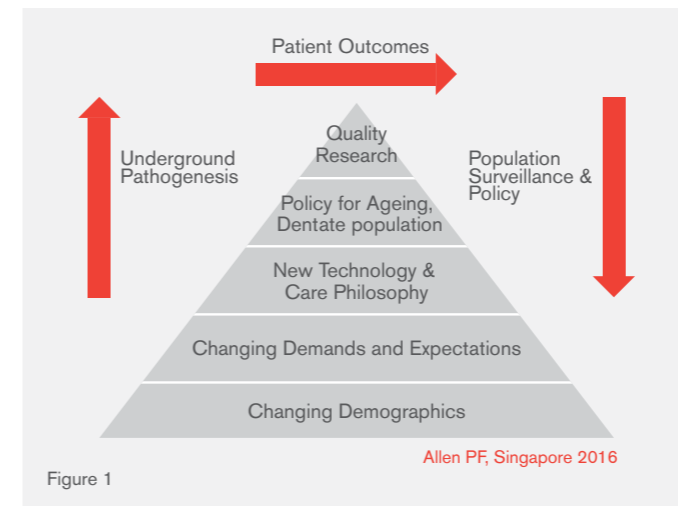 Patient Outcomes
Underground
Pathogenesis
Quality
Research
Population
Surveillance &
Policy
Policy for Ageing,
Dentate population
New Technology &
Care Philosophy
Changing Demands and Expectations
Changing Demographics
Allen PF, Singapore 2016
Figure 1